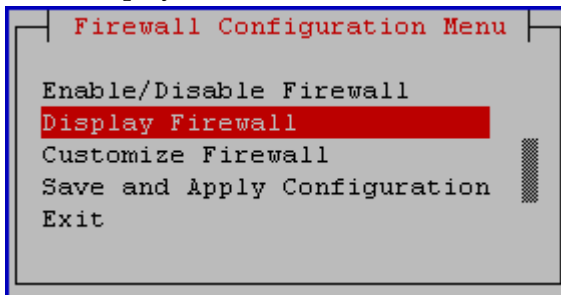 Firewall Configuration Menu
Enable/Disable Firewall
Display Firewall
Customize Firewall
Save and Apply Configuration
Exit